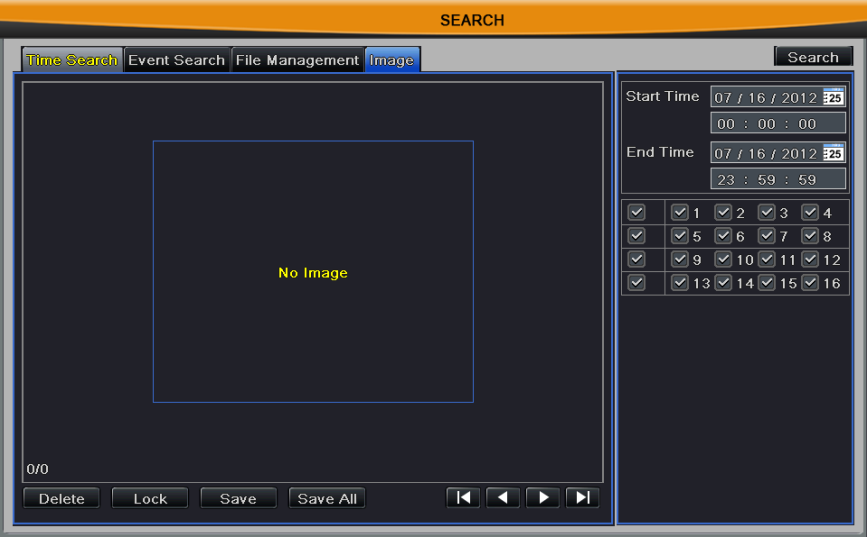 SEARCH
Time Search Event Search File Management Image
Search
Start Time 07 / 16 / 2012 25
00 : 00 : 00
End Time 07 / 16 / 2012 25
23 : 59 : 59
1 2 3 4
5 6 7 8
9 10 11 12
13 14 15 16
No Image
0/0
Delete Lock Save Save All